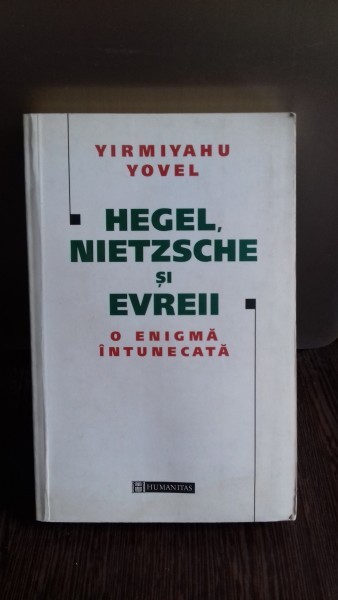 YIRMIYAHU
YOVEL
HEGEL,
NIETZSCHE
ȘI
EVREII
O ENIGMĂ
ÎNTUNECATĂ
HUMANITAS